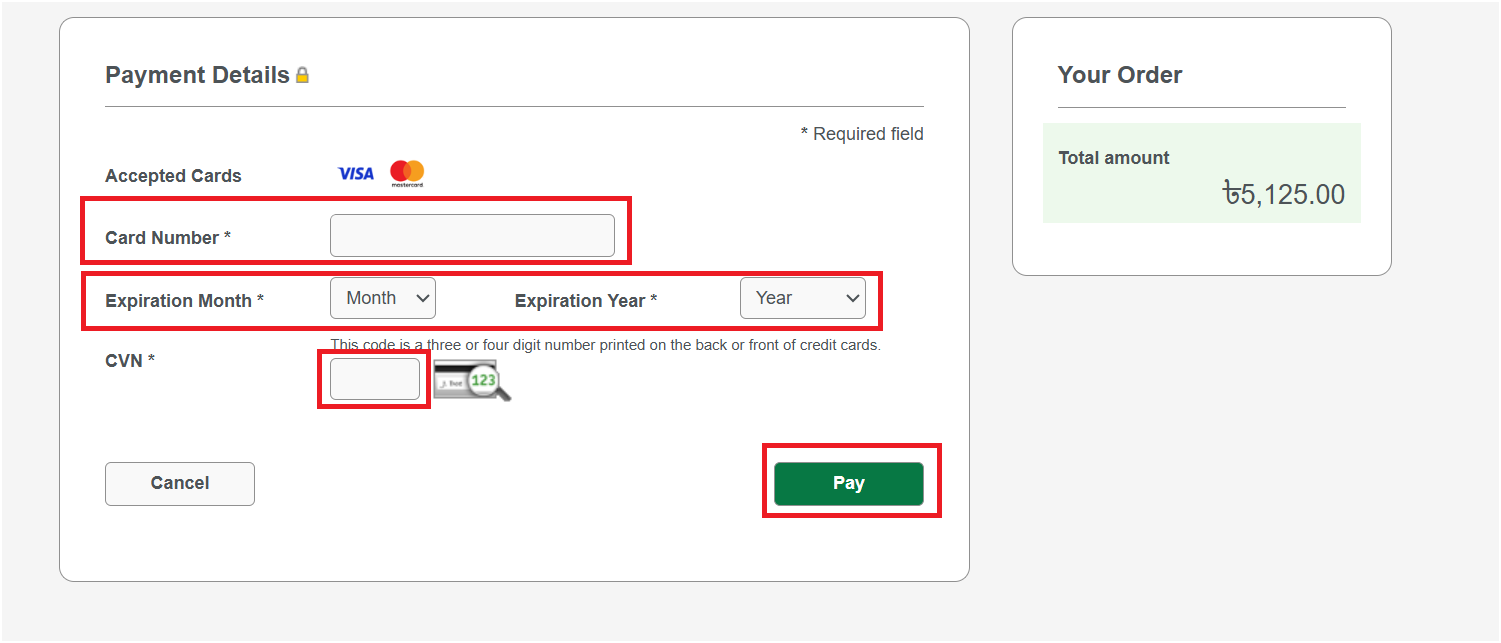 Payment Details
* Required field
Accepted Cards VISA mastercard
Card Number *
Expiration Month * Month Expiration Year * Year
This code is a three or four digit number printed on the back or front of credit cards.
CVN *
J. Doe 123
Cancel Pay
Your Order
Total amount
৳5,125.00